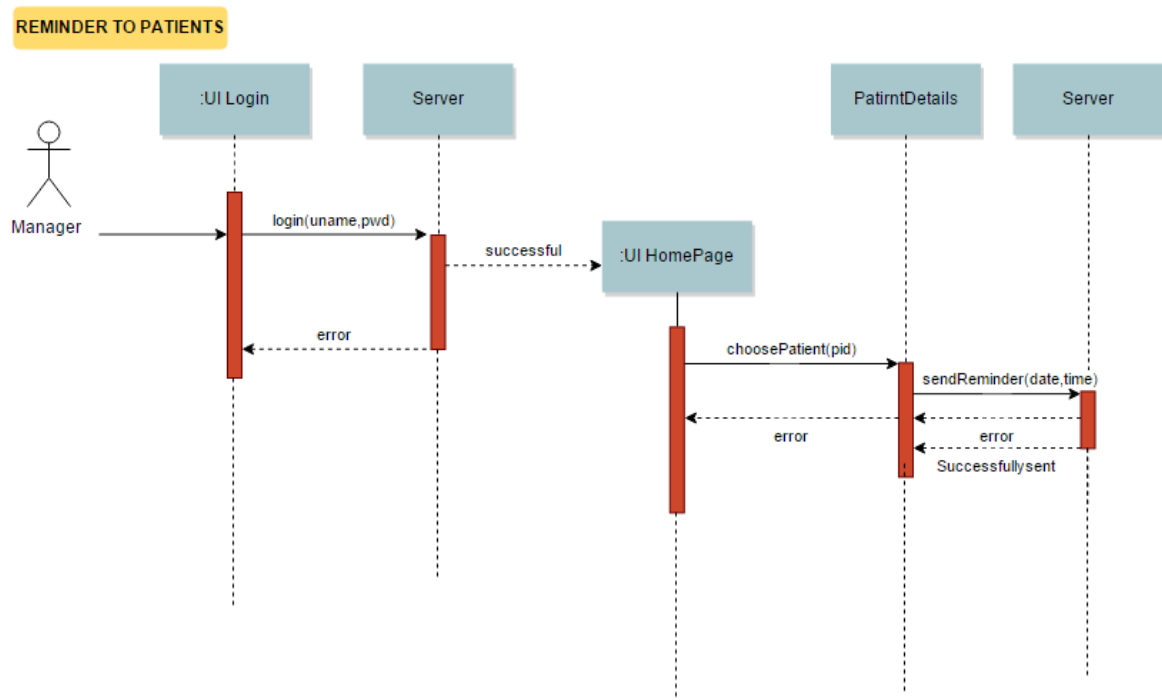 REMINDER TO PATIENTS
:UI Login
Server
PatirntDetails
Server
Manager
login(uname,pwd)
successful
:UI HomePage
error
choosePatient(pid)
sendReminder(date,time)
error
error
Successfullysent